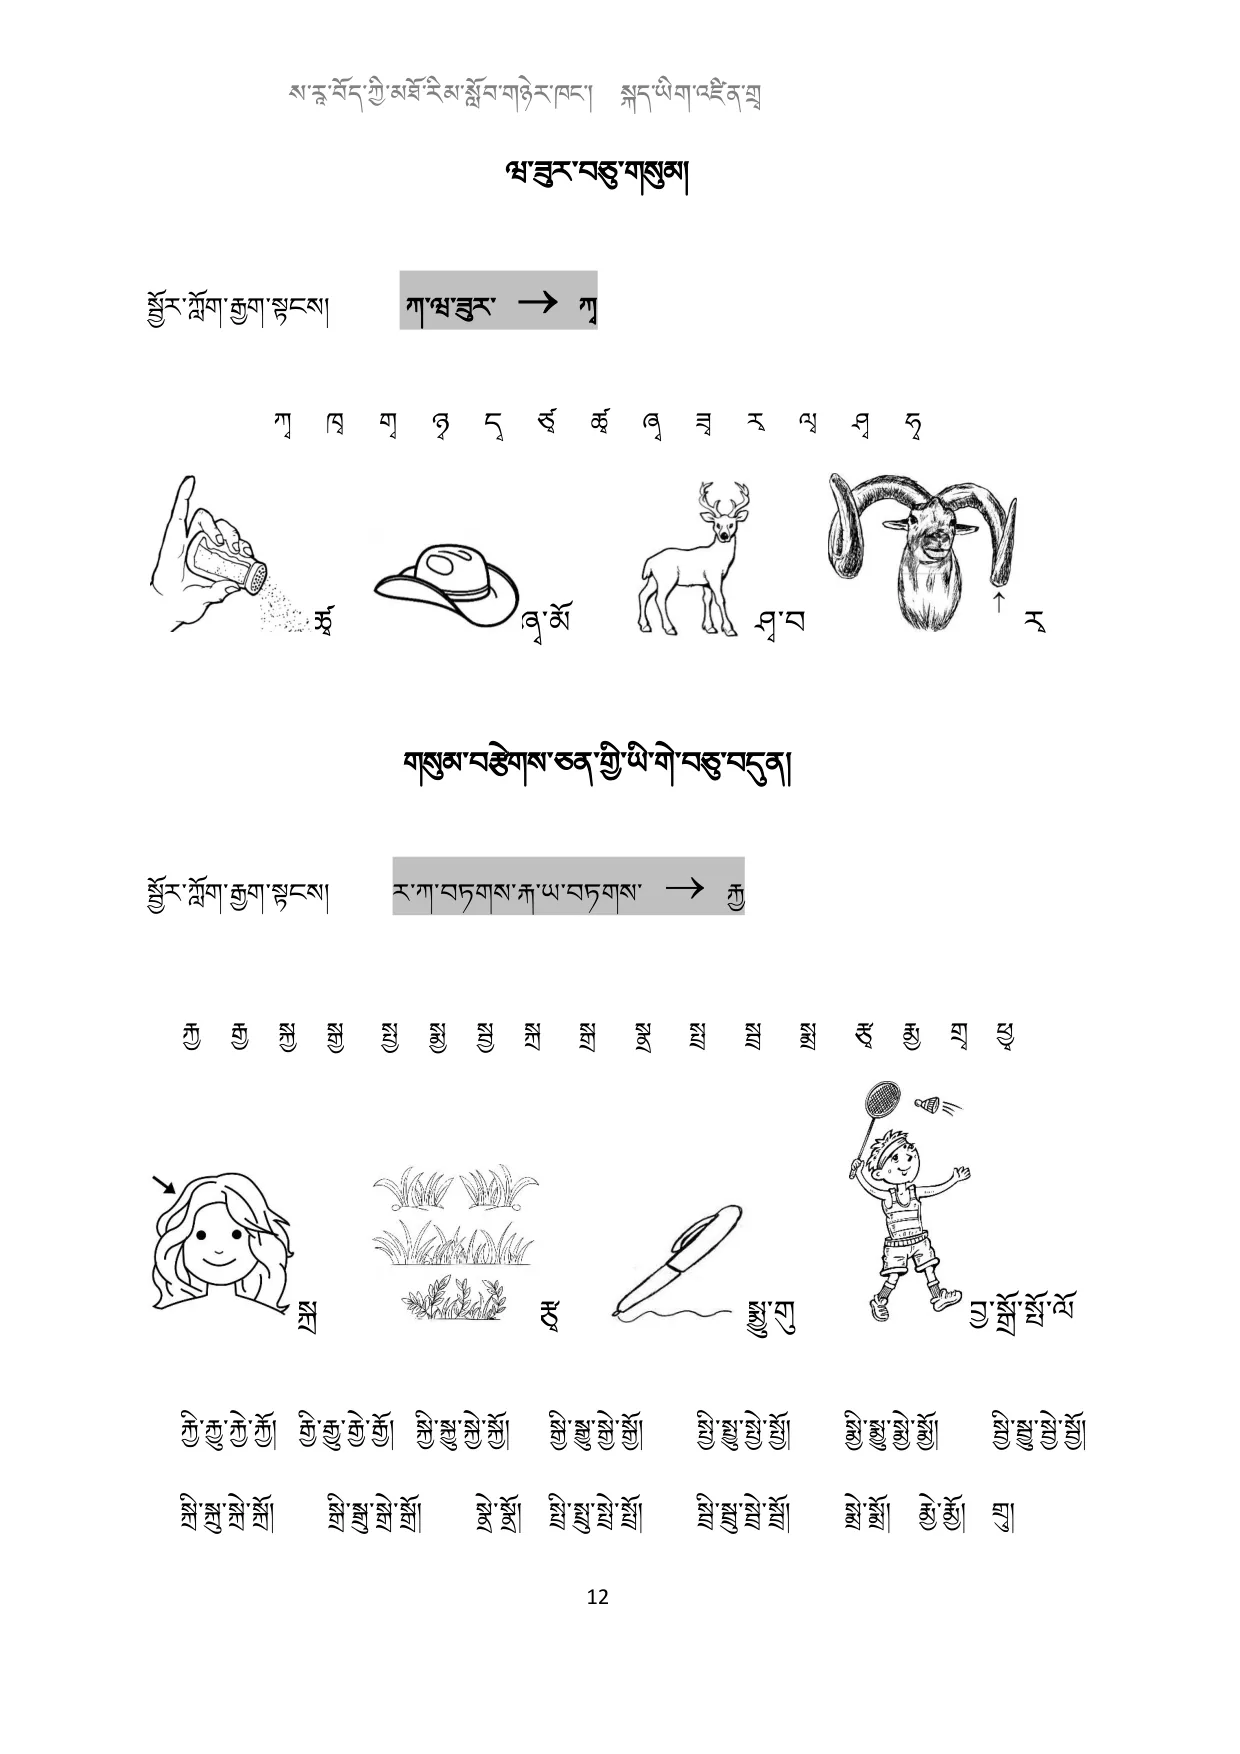 ས་རཱ་བོད་ཀྱི་མཐོ་རིམ་སློབ་གཉེར་ཁང་། སྐད་ཡིག་འཛིན་གྲྭ
ཝ་ཟུར་བཅུ་གསུམ།
སྦྱོར་ཀློག་རྒྱག་སྟངས། ཀ་ཝ་ཟུར་ → ཀྭ
ཀྭ ཁྭ གྭ ཉྭ དྭ ཙྭ ཚྭ ཞྭ ཟྭ རྭ ལྭ ཤྭ ཧྭ
ཚྭ ཞྭ་མོ ཤྭ་བ ↑ རྭ
གསུམ་བརྩེགས་ཅན་གྱི་ཡི་གེ་བཅུ་བདུན།
སྦྱོར་ཀློག་རྒྱག་སྟངས། ར་ཀ་བཏགས་རྐ་ཡ་བཏགས་ → རྐྱ
རྐྱ རྒྱ སྐྱ སྒྱ སྤྱ སྨྱ སྦྱ སྐྲ སྒྲ སྣྲ སྤྲ སྦྲ སྨྲ རྩྭ རྨྱ གྲྭ ཕྱྭ
སྐྲ རྩྭ སྨྱུ་གུ བྱ་སྒྲོ་སྤོ་ལོ
རྐྱི་རྐྱུ་རྐྱེ་རྐྱོ། རྒྱི་རྒྱུ་རྒྱེ་རྒྱོ། སྐྱི་སྐྱུ་སྐྱེ་སྐྱོ། སྒྱི་སྒྱུ་སྒྱེ་སྒྱོ། སྤྱི་སྤྱུ་སྤྱེ་སྤྱོ། སྨྱི་སྨྱུ་སྨྱེ་སྨྱོ། སྦྱི་སྦྱུ་སྦྱེ་སྦྱོ།
སྐྲི་སྐྲུ་སྐྲེ་སྐྲོ། སྒྲི་སྒྲུ་སྒྲེ་སྒྲོ། སྣྲེ་སྣྲོ། སྤྲི་སྤྲུ་སྤྲེ་སྤྲོ། སྦྲི་སྦྲུ་སྦྲེ་སྦྲོ། སྨྲེ་སྨྲོ། རྨྱེ་རྨྱོ། གྲུ།
12